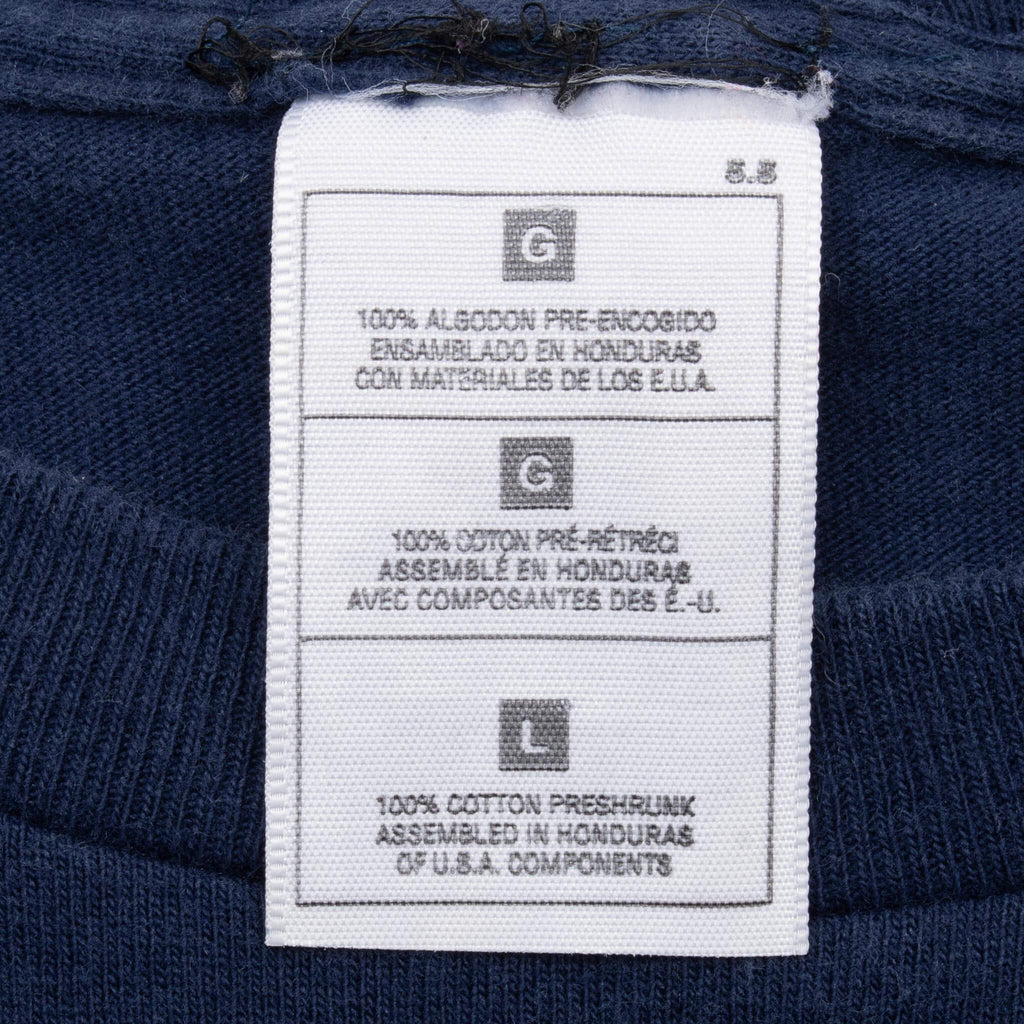 5.5
G
100% ALGODON PRE-ENCOGIDO
ENSAMBLADO EN HONDURAS
CON MATERIALES DE LOS E.U.A.
G
100% COTON PRÉ-RÉTRÉCI
ASSEMBLÉ EN HONDURAS
AVEC COMPOSANTES DES É.-U.
L
100% COTTON PRESHRUNK
ASSEMBLED IN HONDURAS
OF U.S.A. COMPONENTS